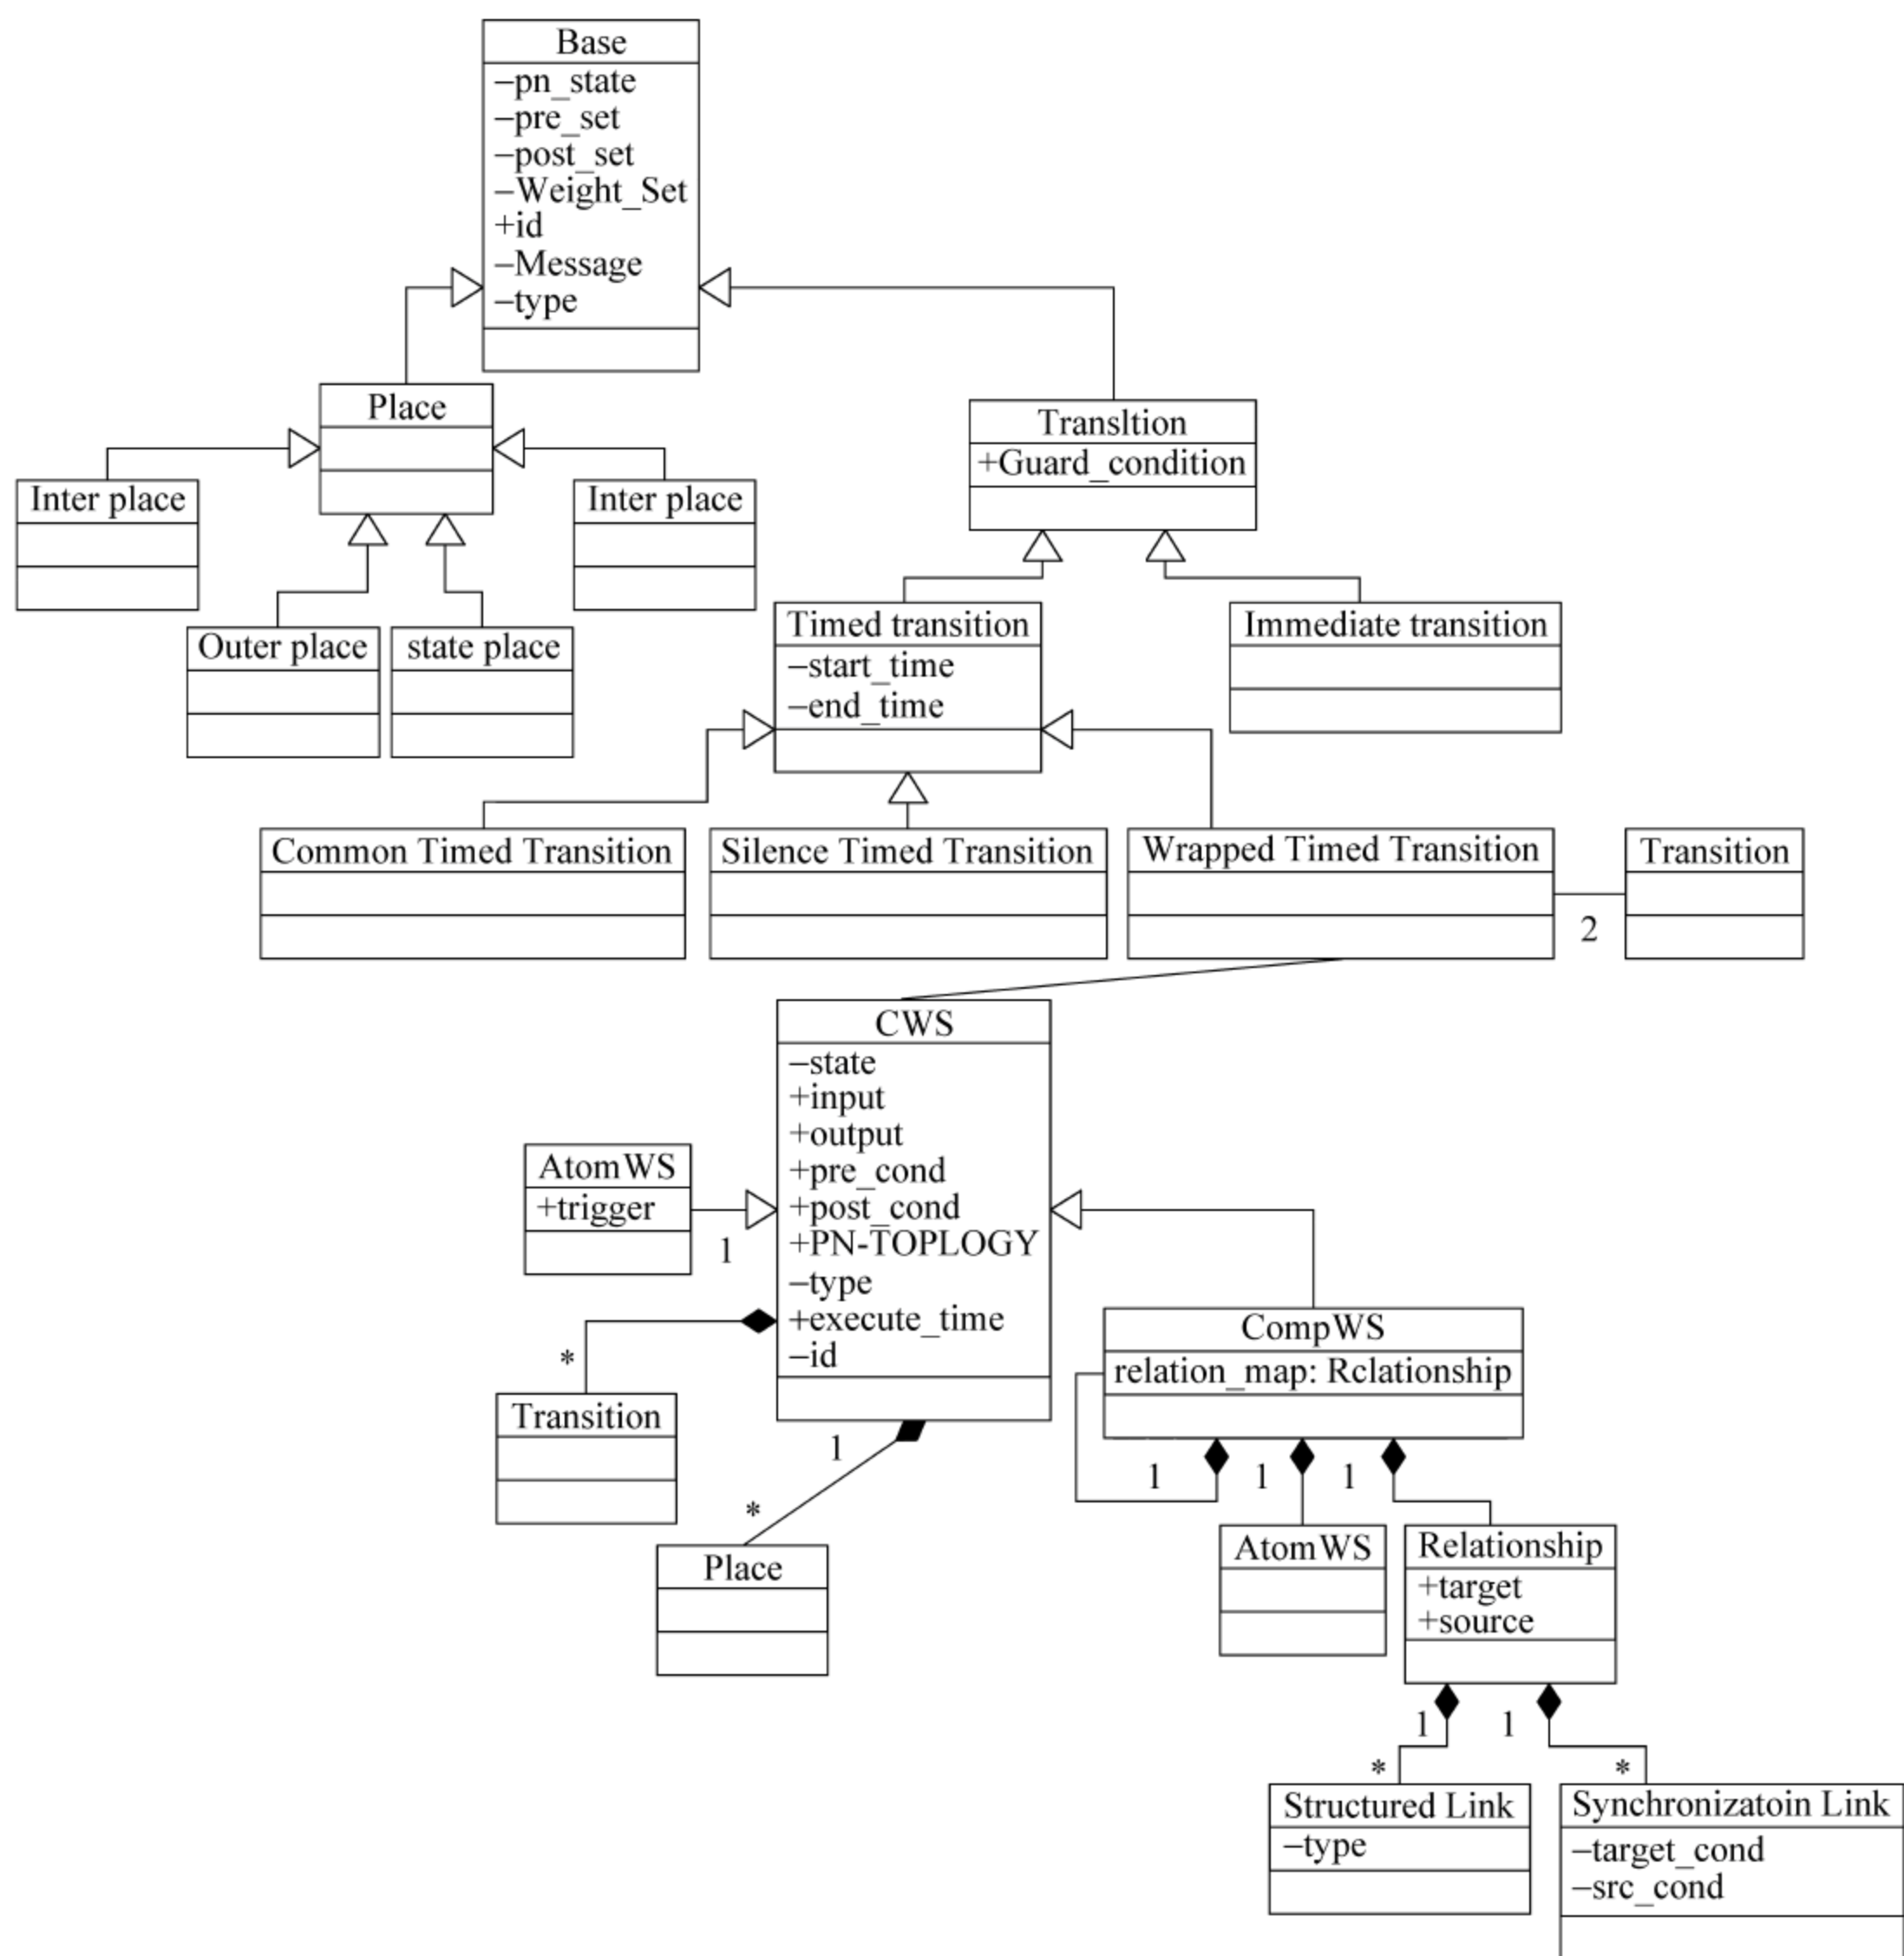 Base
–pn_state
–pre_set
–post_set
–Weight_Set
+id
–Message
–type
Place
Transltion
+Guard_condition
Inter place
Inter place
Outer place
state place
Timed transition
–start_time
–end_time
Immediate transition
Common Timed Transition
Silence Timed Transition
Wrapped Timed Transition
2
Transition
CWS
–state
+input
+output
+pre_cond
+post_cond
+PN-TOPLOGY
–type
+execute_time
–id
AtomWS
+trigger
1
*
Transition
1
*
Place
CompWS
relation_map: Rclationship
1
1
1
AtomWS
Relationship
+target
+source
1
1
*
*
Structured Link
–type
Synchronizatoin Link
–target_cond
–src_cond